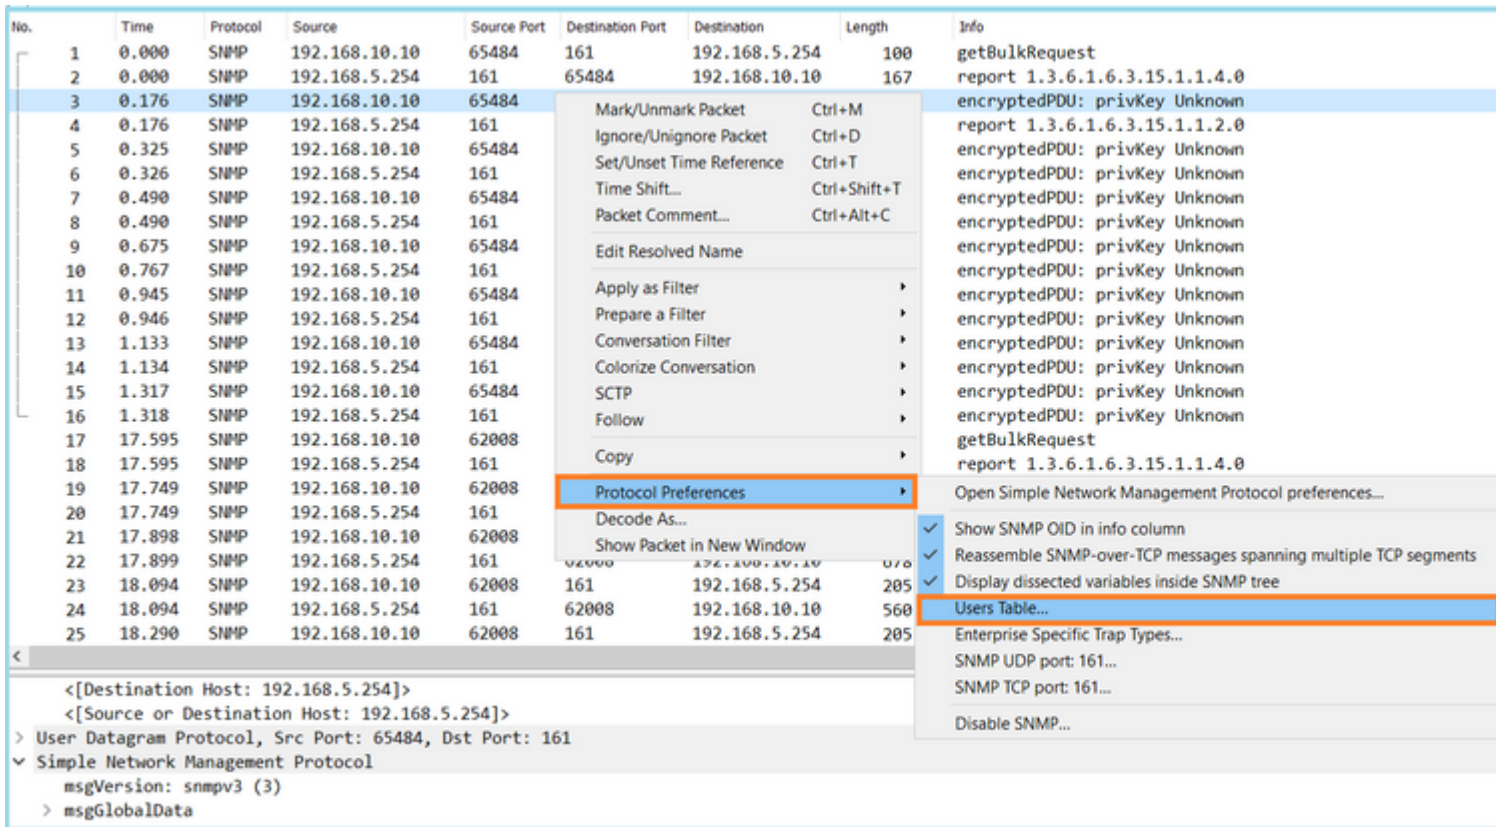 No. Time Protocol Source Source Port Destination Port Destination Length Info
1 0.000 SNMP 192.168.10.10 65484 161 192.168.5.254 100 getBulkRequest
2 0.000 SNMP 192.168.5.254 161 65484 192.168.10.10 167 report 1.3.6.1.6.3.15.1.1.4.0
3 0.176 SNMP 192.168.10.10 65484 encryptedPDU: privKey Unknown
4 0.176 SNMP 192.168.5.254 161 report 1.3.6.1.6.3.15.1.1.2.0
5 0.325 SNMP 192.168.10.10 65484 encryptedPDU: privKey Unknown
6 0.326 SNMP 192.168.5.254 161 encryptedPDU: privKey Unknown
7 0.490 SNMP 192.168.10.10 65484 encryptedPDU: privKey Unknown
8 0.490 SNMP 192.168.5.254 161 encryptedPDU: privKey Unknown
9 0.675 SNMP 192.168.10.10 65484 encryptedPDU: privKey Unknown
10 0.767 SNMP 192.168.5.254 161 encryptedPDU: privKey Unknown
11 0.945 SNMP 192.168.10.10 65484 encryptedPDU: privKey Unknown
12 0.946 SNMP 192.168.5.254 161 encryptedPDU: privKey Unknown
13 1.133 SNMP 192.168.10.10 65484 encryptedPDU: privKey Unknown
14 1.134 SNMP 192.168.5.254 161 encryptedPDU: privKey Unknown
15 1.317 SNMP 192.168.10.10 65484 encryptedPDU: privKey Unknown
16 1.318 SNMP 192.168.5.254 161 encryptedPDU: privKey Unknown
17 17.595 SNMP 192.168.10.10 62008 getBulkRequest
18 17.595 SNMP 192.168.5.254 161 report 1.3.6.1.6.3.15.1.1.4.0
19 17.749 SNMP 192.168.10.10 62008
20 17.749 SNMP 192.168.5.254 161
21 17.898 SNMP 192.168.10.10 62008
22 17.899 SNMP 192.168.5.254 161 62008 192.168.10.10 678
23 18.094 SNMP 192.168.10.10 62008 161 192.168.5.254 205
24 18.094 SNMP 192.168.5.254 161 62008 192.168.10.10 560
25 18.290 SNMP 192.168.10.10 62008 161 192.168.5.254 205
Mark/Unmark Packet Ctrl+M
Ignore/Unignore Packet Ctrl+D
Set/Unset Time Reference Ctrl+T
Time Shift... Ctrl+Shift+T
Packet Comment... Ctrl+Alt+C
Edit Resolved Name
Apply as Filter
Prepare a Filter
Conversation Filter
Colorize Conversation
SCTP
Follow
Copy
Protocol Preferences
Decode As...
Show Packet in New Window
Open Simple Network Management Protocol preferences...
Show SNMP OID in info column
Reassemble SNMP-over-TCP messages spanning multiple TCP segments
Display dissected variables inside SNMP tree
Users Table...
Enterprise Specific Trap Types...
SNMP UDP port: 161...
SNMP TCP port: 161...
Disable SNMP...
<[Destination Host: 192.168.5.254]>
<[Source or Destination Host: 192.168.5.254]>
User Datagram Protocol, Src Port: 65484, Dst Port: 161
Simple Network Management Protocol
msgVersion: snmpv3 (3)
msgGlobalData